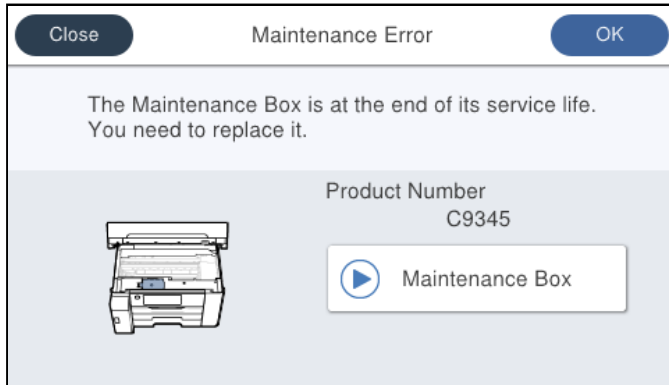 Close
Maintenance Error
OK
The Maintenance Box is at the end of its service life.
You need to replace it.
Product Number
C9345
Maintenance Box